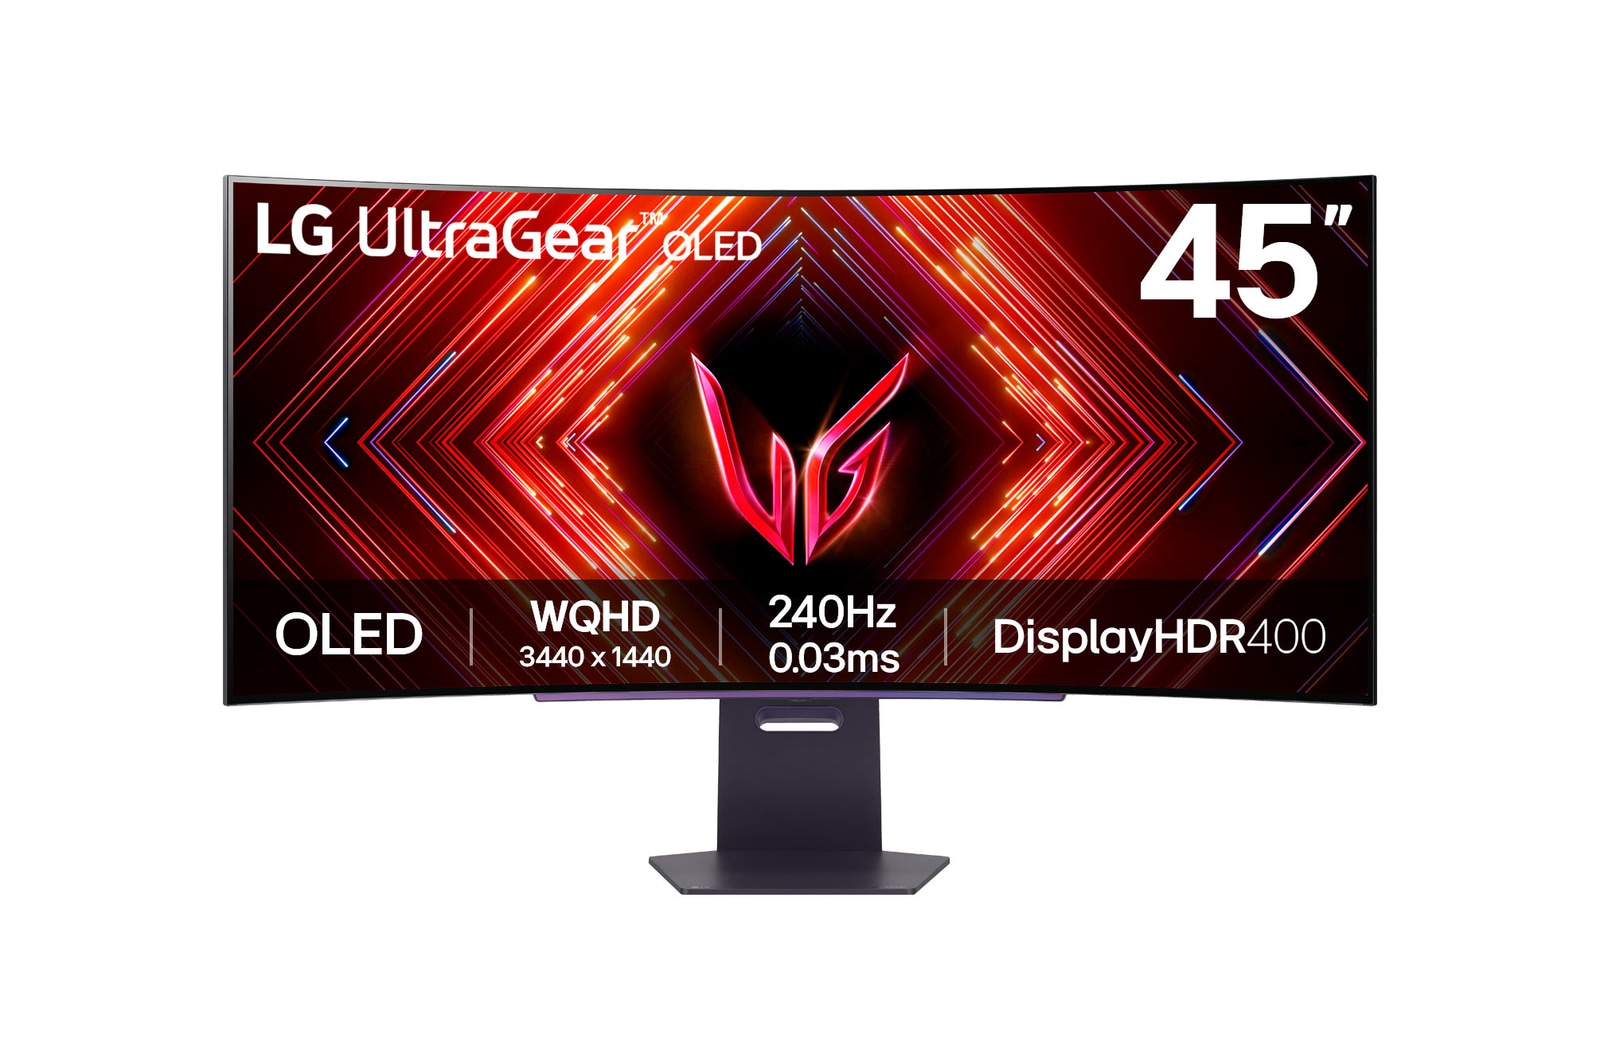 LG UltraGear™ OLED
45"
OLED
WQHD
3440 x 1440
240Hz
0.03ms
DisplayHDR400